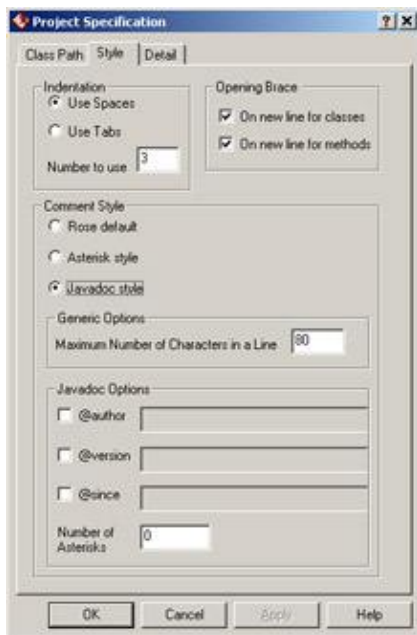 Project Specification
Class Path Style Detail
Indentation
Use Spaces
Use Tabs
Number to use 3
Opening Brace
On new line for classes
On new line for methods
Comment Style
Rose default
Asterisk style
Javadoc style
Generic Options
Maximum Number of Characters in a Line 80
Javadoc Options
@author
@version
@since
Number of
Asterisks
0
OK Cancel Apply Help